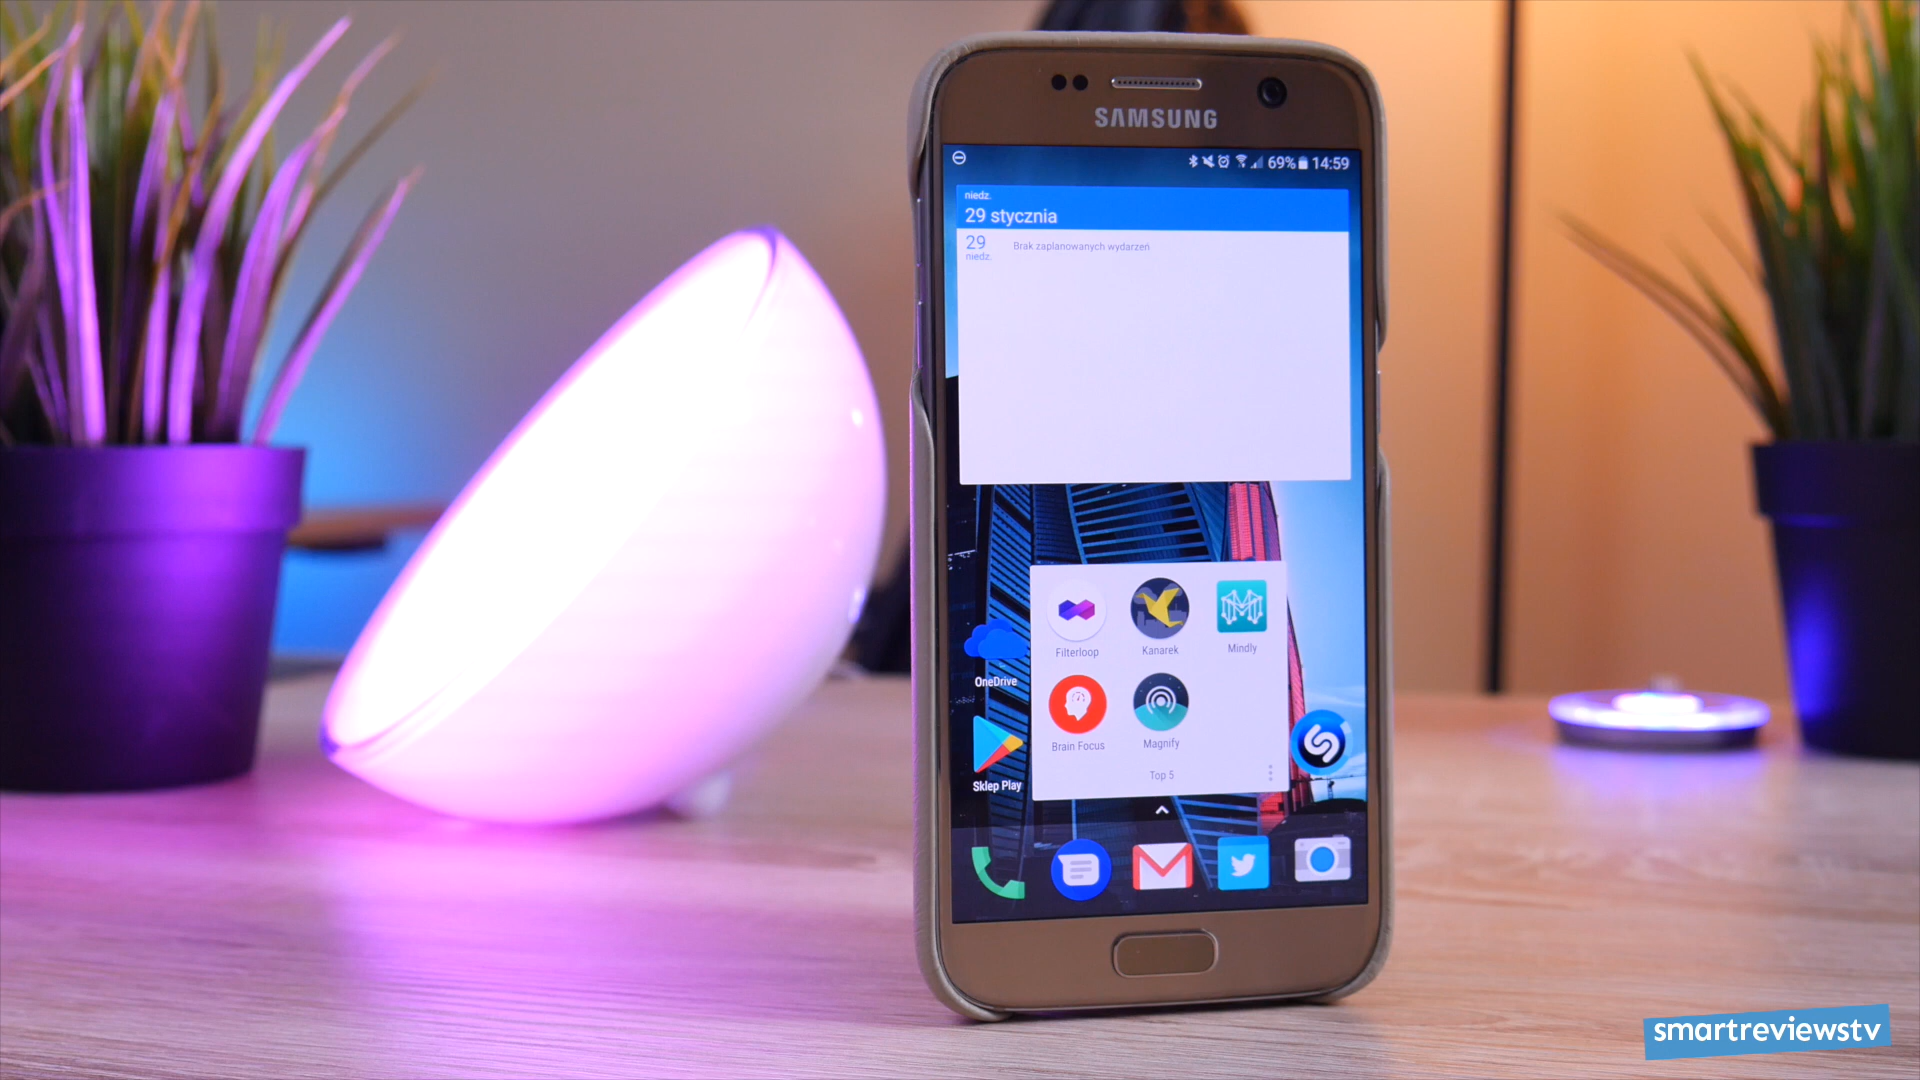 SAMSUNG
69% 14:59
niedz.
29 stycznia
29
niedz.
Brak zaplanowanych wydarzeń
Filterloop
Kanarek
Mindly
OneDrive
Brain Focus
Magnify
Sklep Play
Top 5
smartreviewstv